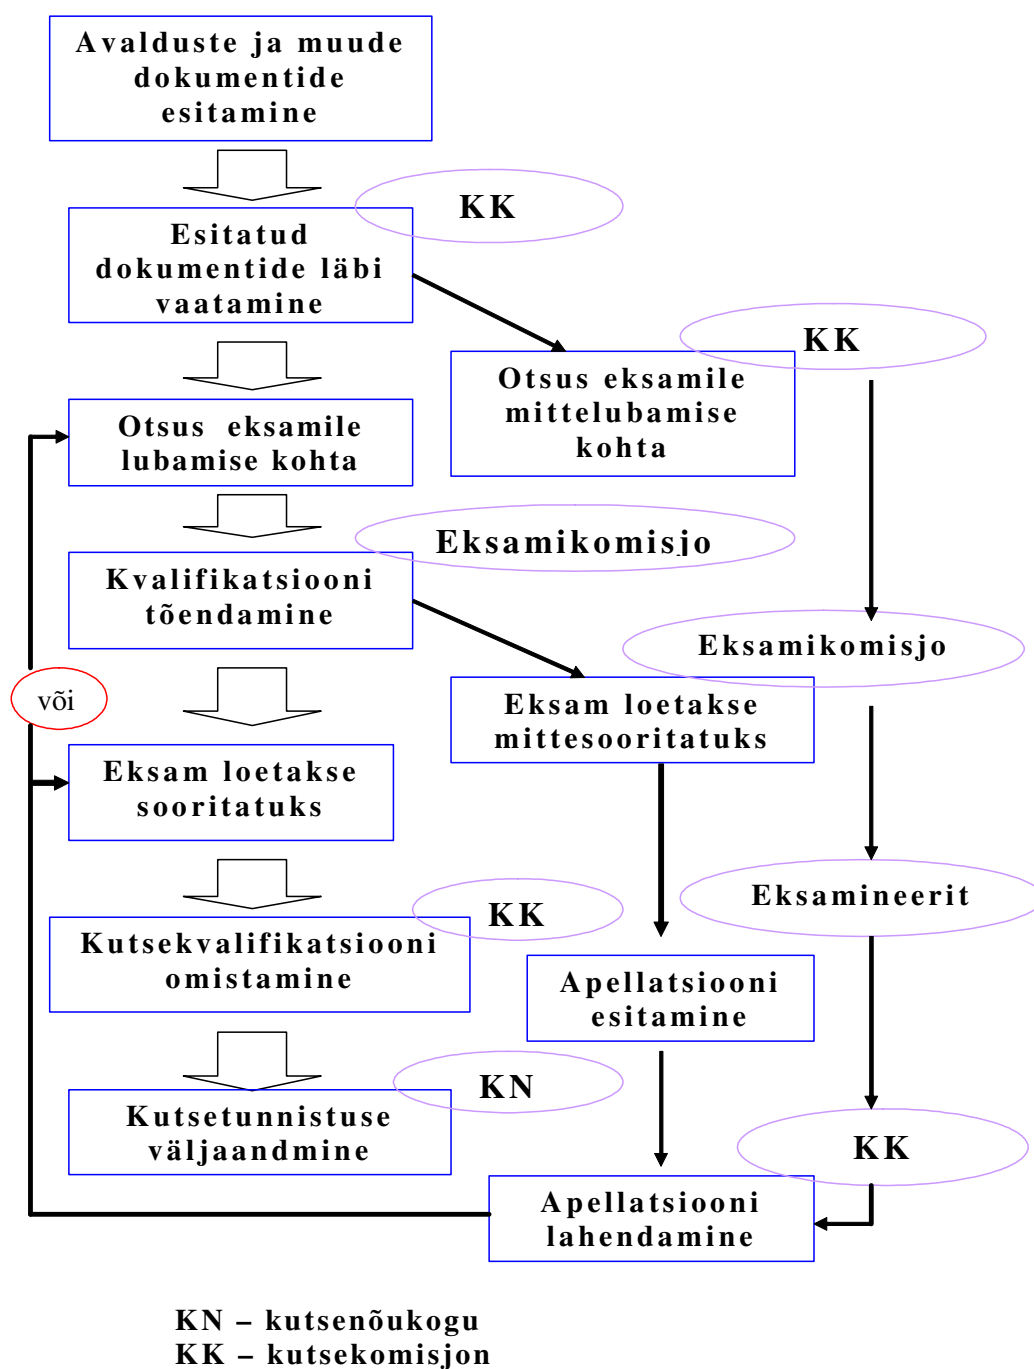 Avalduste ja muude
dokumentide
esitamine
KK
Esitatud
dokumentide läbi
vaatamine
KK
Otsus eksamile
mittelubamise
kohta
Otsus eksamile
lubamise kohta
Eksamikomisjo
Kvalifikatsiooni
tõendamine
Eksamikomisjo
või
Eksam loetakse
mittesooritatuks
Eksam loetakse
sooritatuks
Eksamineerit
KK
Kutsekvalifikatsiooni
omistamine
Apellatsiooni
esitamine
KN
Kutsetunnistuse
väljaandmine
KK
Apellatsiooni
lahendamine
KN – kutsenõukogu
KK – kutsekomisjon